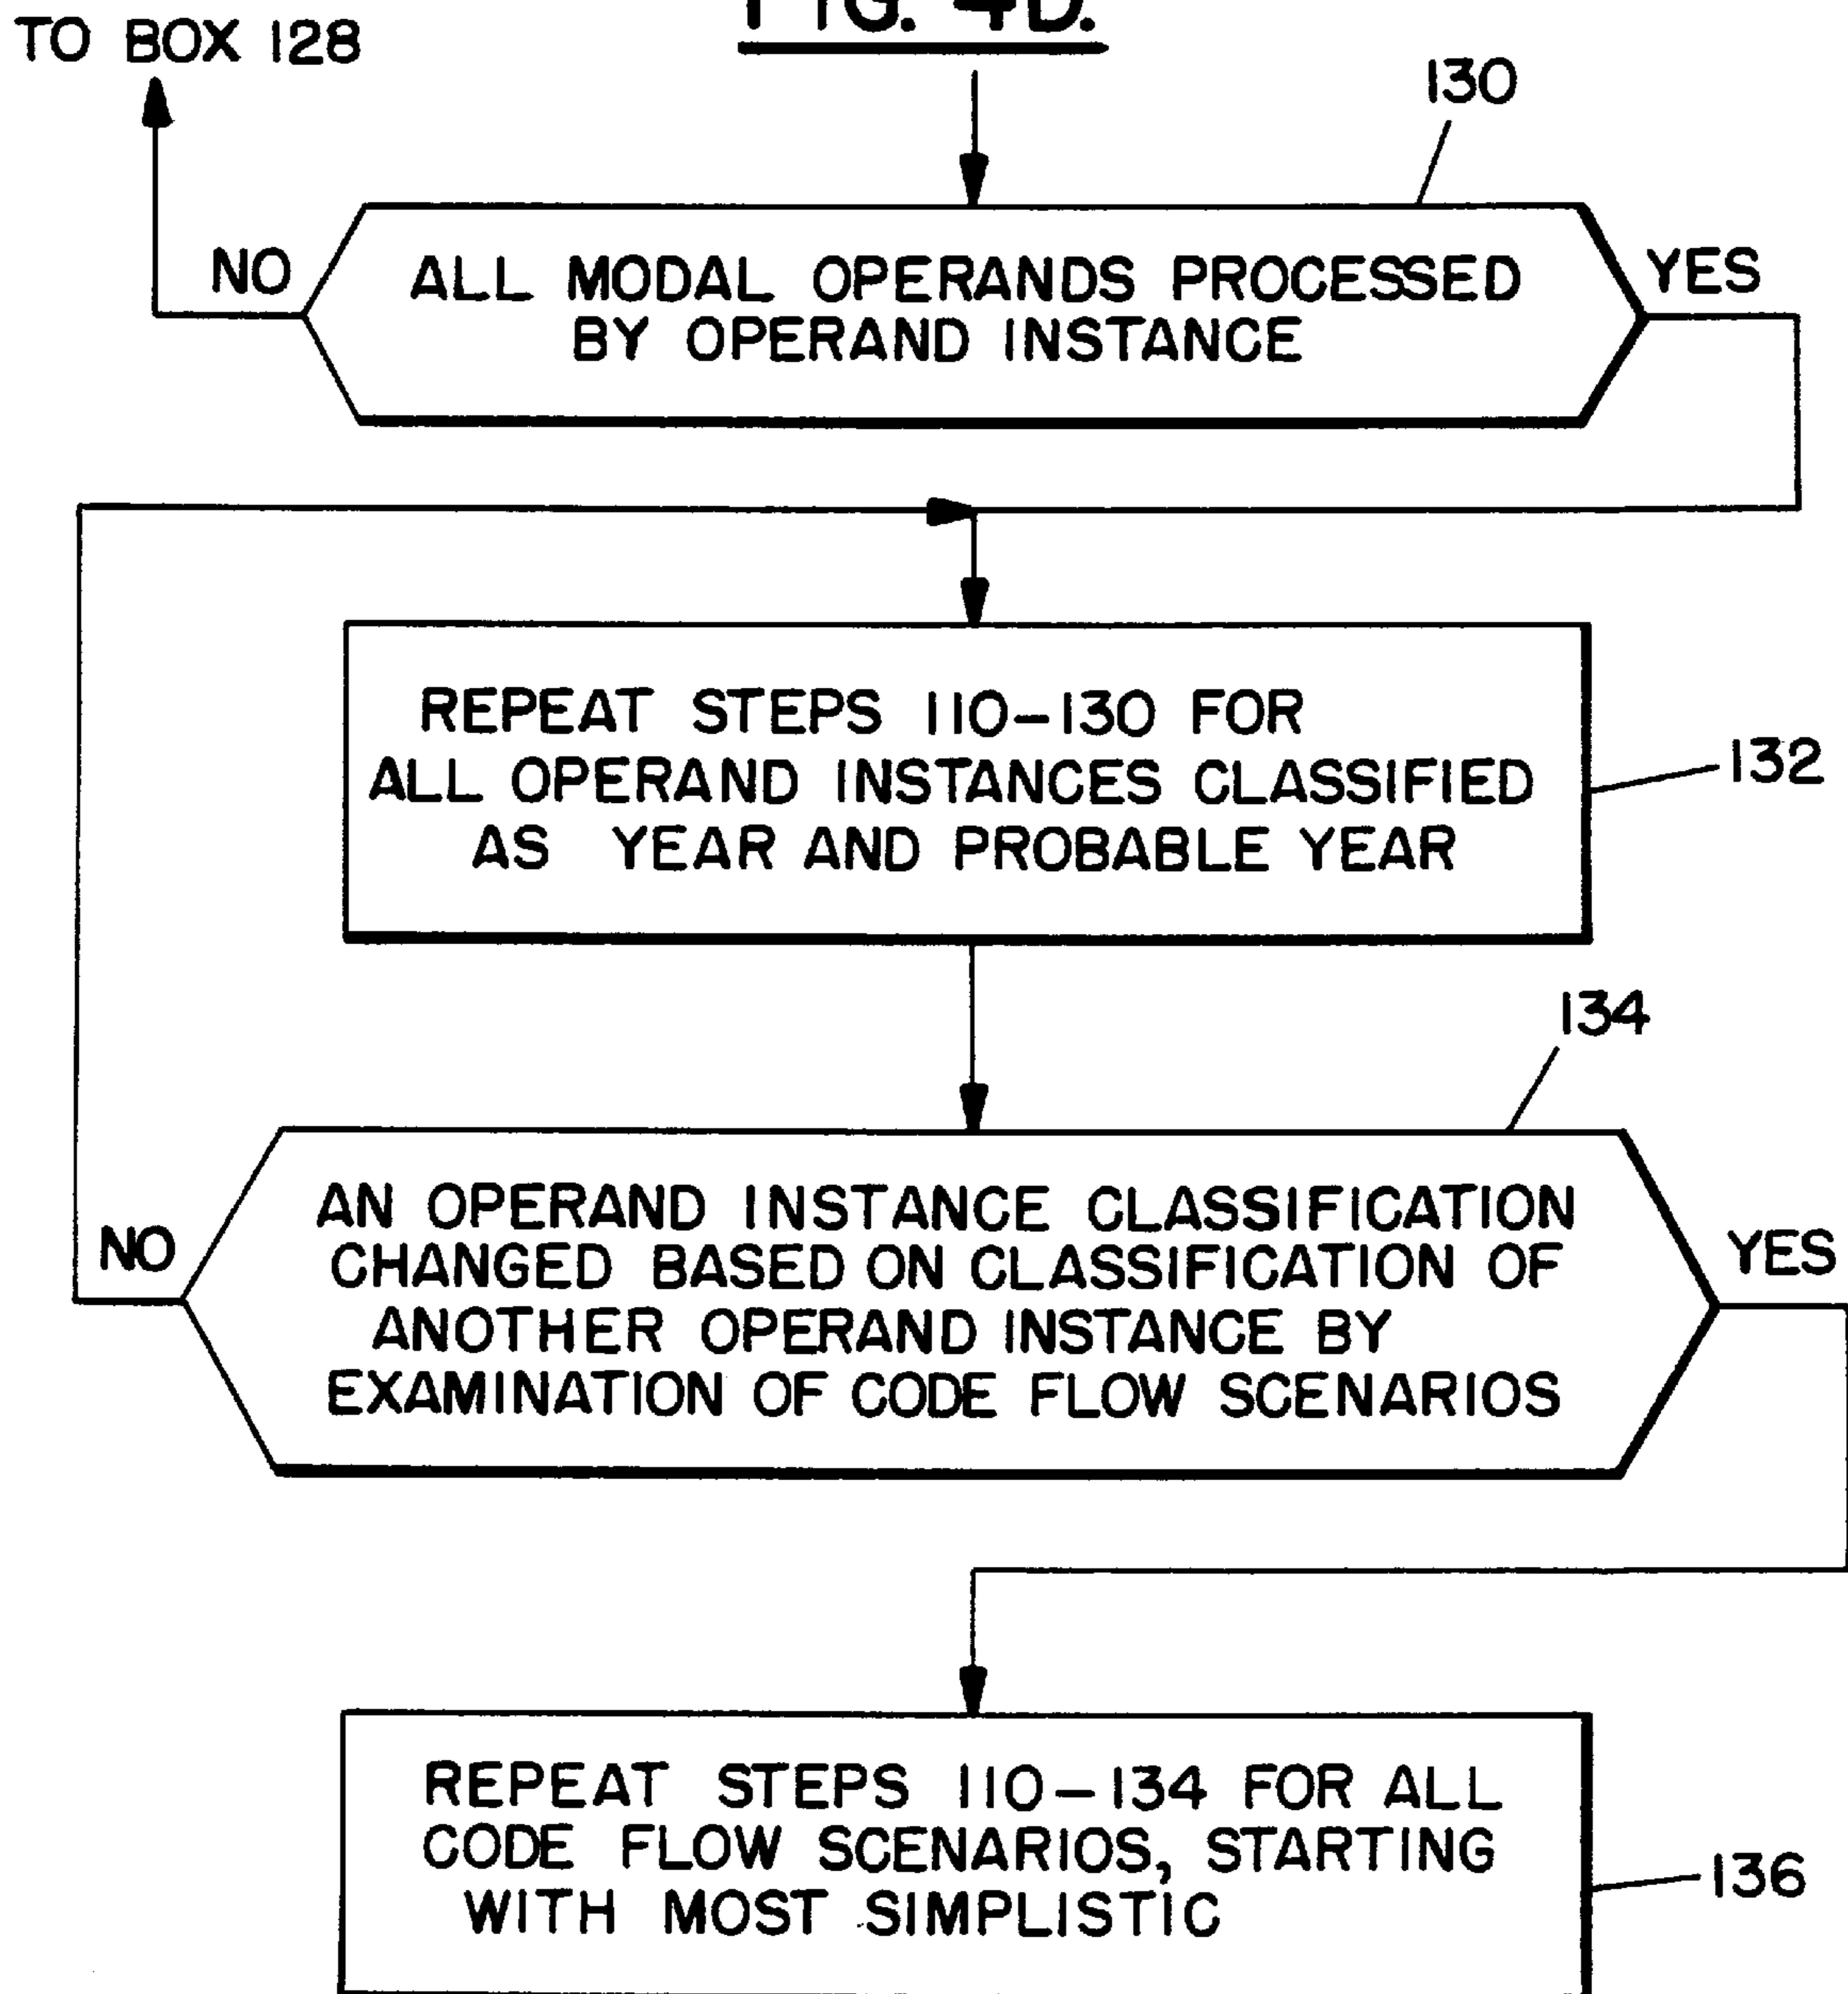 FIG. 4D.
TO BOX 128
130
NO
ALL MODAL OPERANDS PROCESSED
BY OPERAND INSTANCE
YES
REPEAT STEPS 110-130 FOR
ALL OPERAND INSTANCES CLASSIFIED
AS YEAR AND PROBABLE YEAR
132
134
NO
AN OPERAND INSTANCE CLASSIFICATION
CHANGED BASED ON CLASSIFICATION OF
ANOTHER OPERAND INSTANCE BY
EXAMINATION OF CODE FLOW SCENARIOS
YES
REPEAT STEPS 110-134 FOR ALL
CODE FLOW SCENARIOS, STARTING
WITH MOST SIMPLISTIC
136